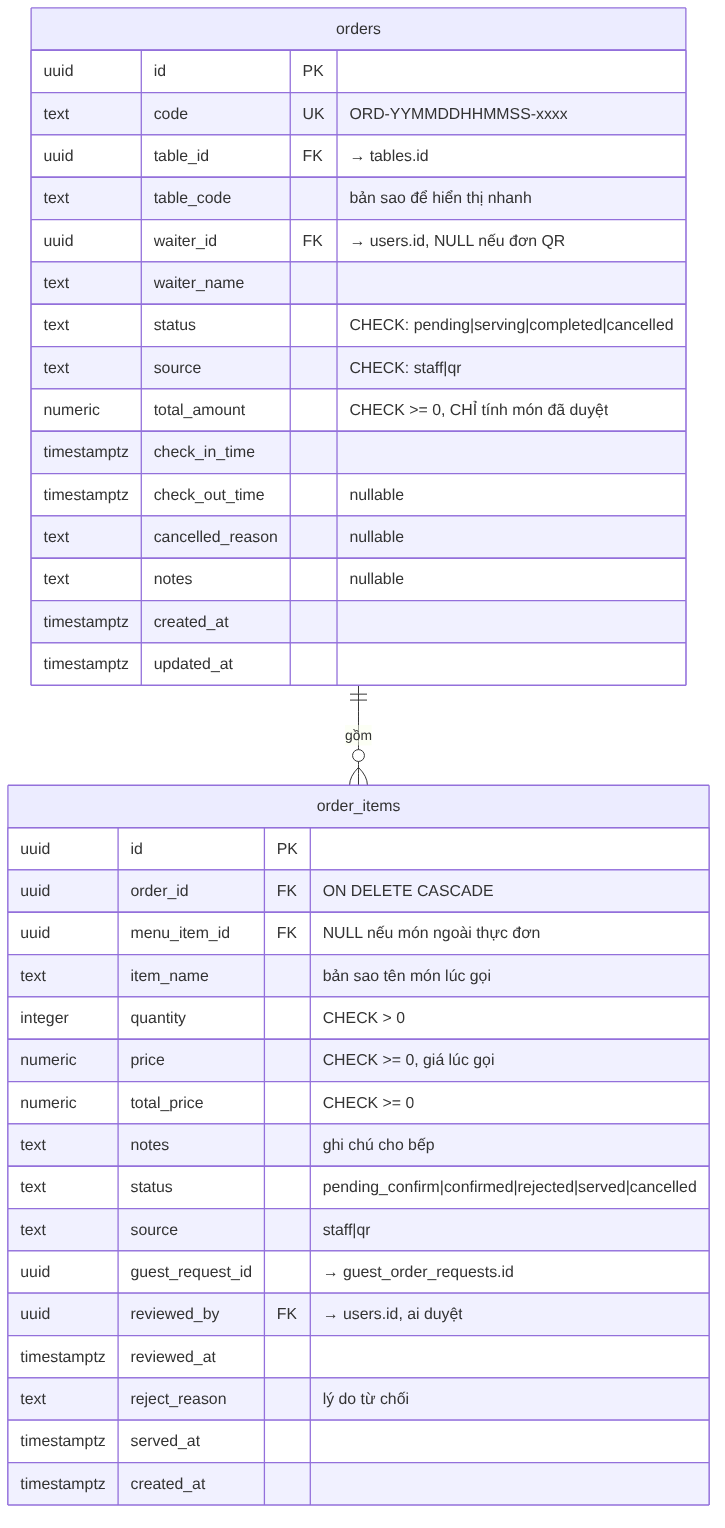 orders
uuid id PK
text code UK ORD-YYMMDDHHMMSS-xxxx
uuid table_id FK → tables.id
text table_code bản sao để hiển thị nhanh
uuid waiter_id FK → users.id, NULL nếu đơn QR
text waiter_name
text status CHECK: pending|serving|completed|cancelled
text source CHECK: staff|qr
numeric total_amount CHECK >= 0, CHỈ tính món đã duyệt
timestamptz check_in_time
timestamptz check_out_time nullable
text cancelled_reason nullable
text notes nullable
timestamptz created_at
timestamptz updated_at
gồm
order_items
uuid id PK
uuid order_id FK ON DELETE CASCADE
uuid menu_item_id FK NULL nếu món ngoài thực đơn
text item_name bản sao tên món lúc gọi
integer quantity CHECK > 0
numeric price CHECK >= 0, giá lúc gọi
numeric total_price CHECK >= 0
text notes ghi chú cho bếp
text status pending_confirm|confirmed|rejected|served|cancelled
text source staff|qr
uuid guest_request_id → guest_order_requests.id
uuid reviewed_by FK → users.id, ai duyệt
timestamptz reviewed_at
text reject_reason lý do từ chối
timestamptz served_at
timestamptz created_at